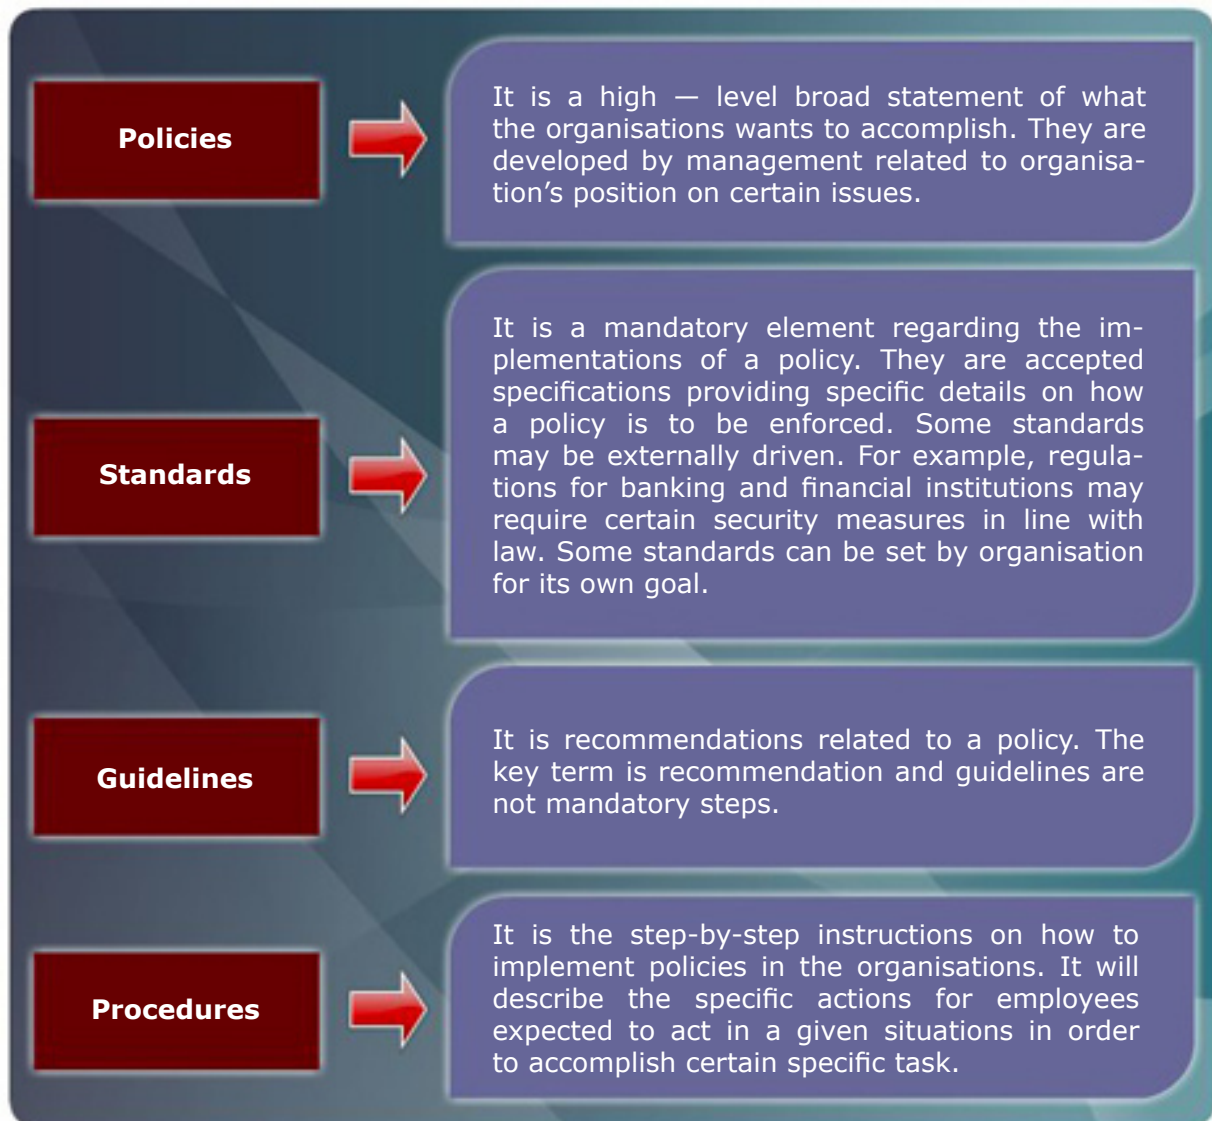 Policies
It is a high — level broad statement of what
the organisations wants to accomplish. They are
developed by management related to organisa-
tion’s position on certain issues.
Standards
It is a mandatory element regarding the im-
plementations of a policy. They are accepted
specifications providing specific details on how
a policy is to be enforced. Some standards
may be externally driven. For example, regula-
tions for banking and financial institutions may
require certain security measures in line with
law. Some standards can be set by organisation
for its own goal.
Guidelines
It is recommendations related to a policy. The
key term is recommendation and guidelines are
not mandatory steps.
Procedures
It is the step-by-step instructions on how to
implement policies in the organisations. It will
describe the specific actions for employees
expected to act in a given situations in order
to accomplish certain specific task.